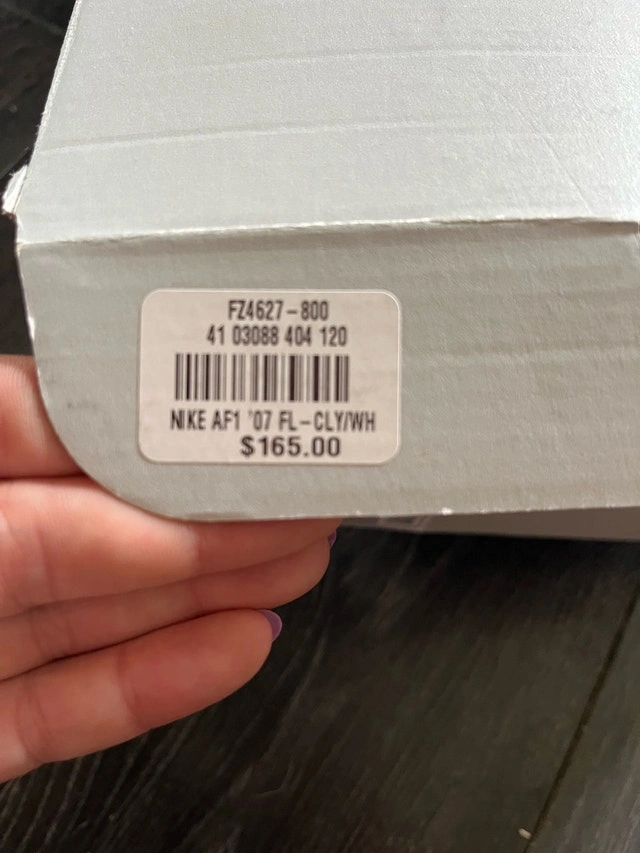 FZ4627-800
41 03088 404 120
NIKE AF1 '07 FL-CLY/WH
$165.00